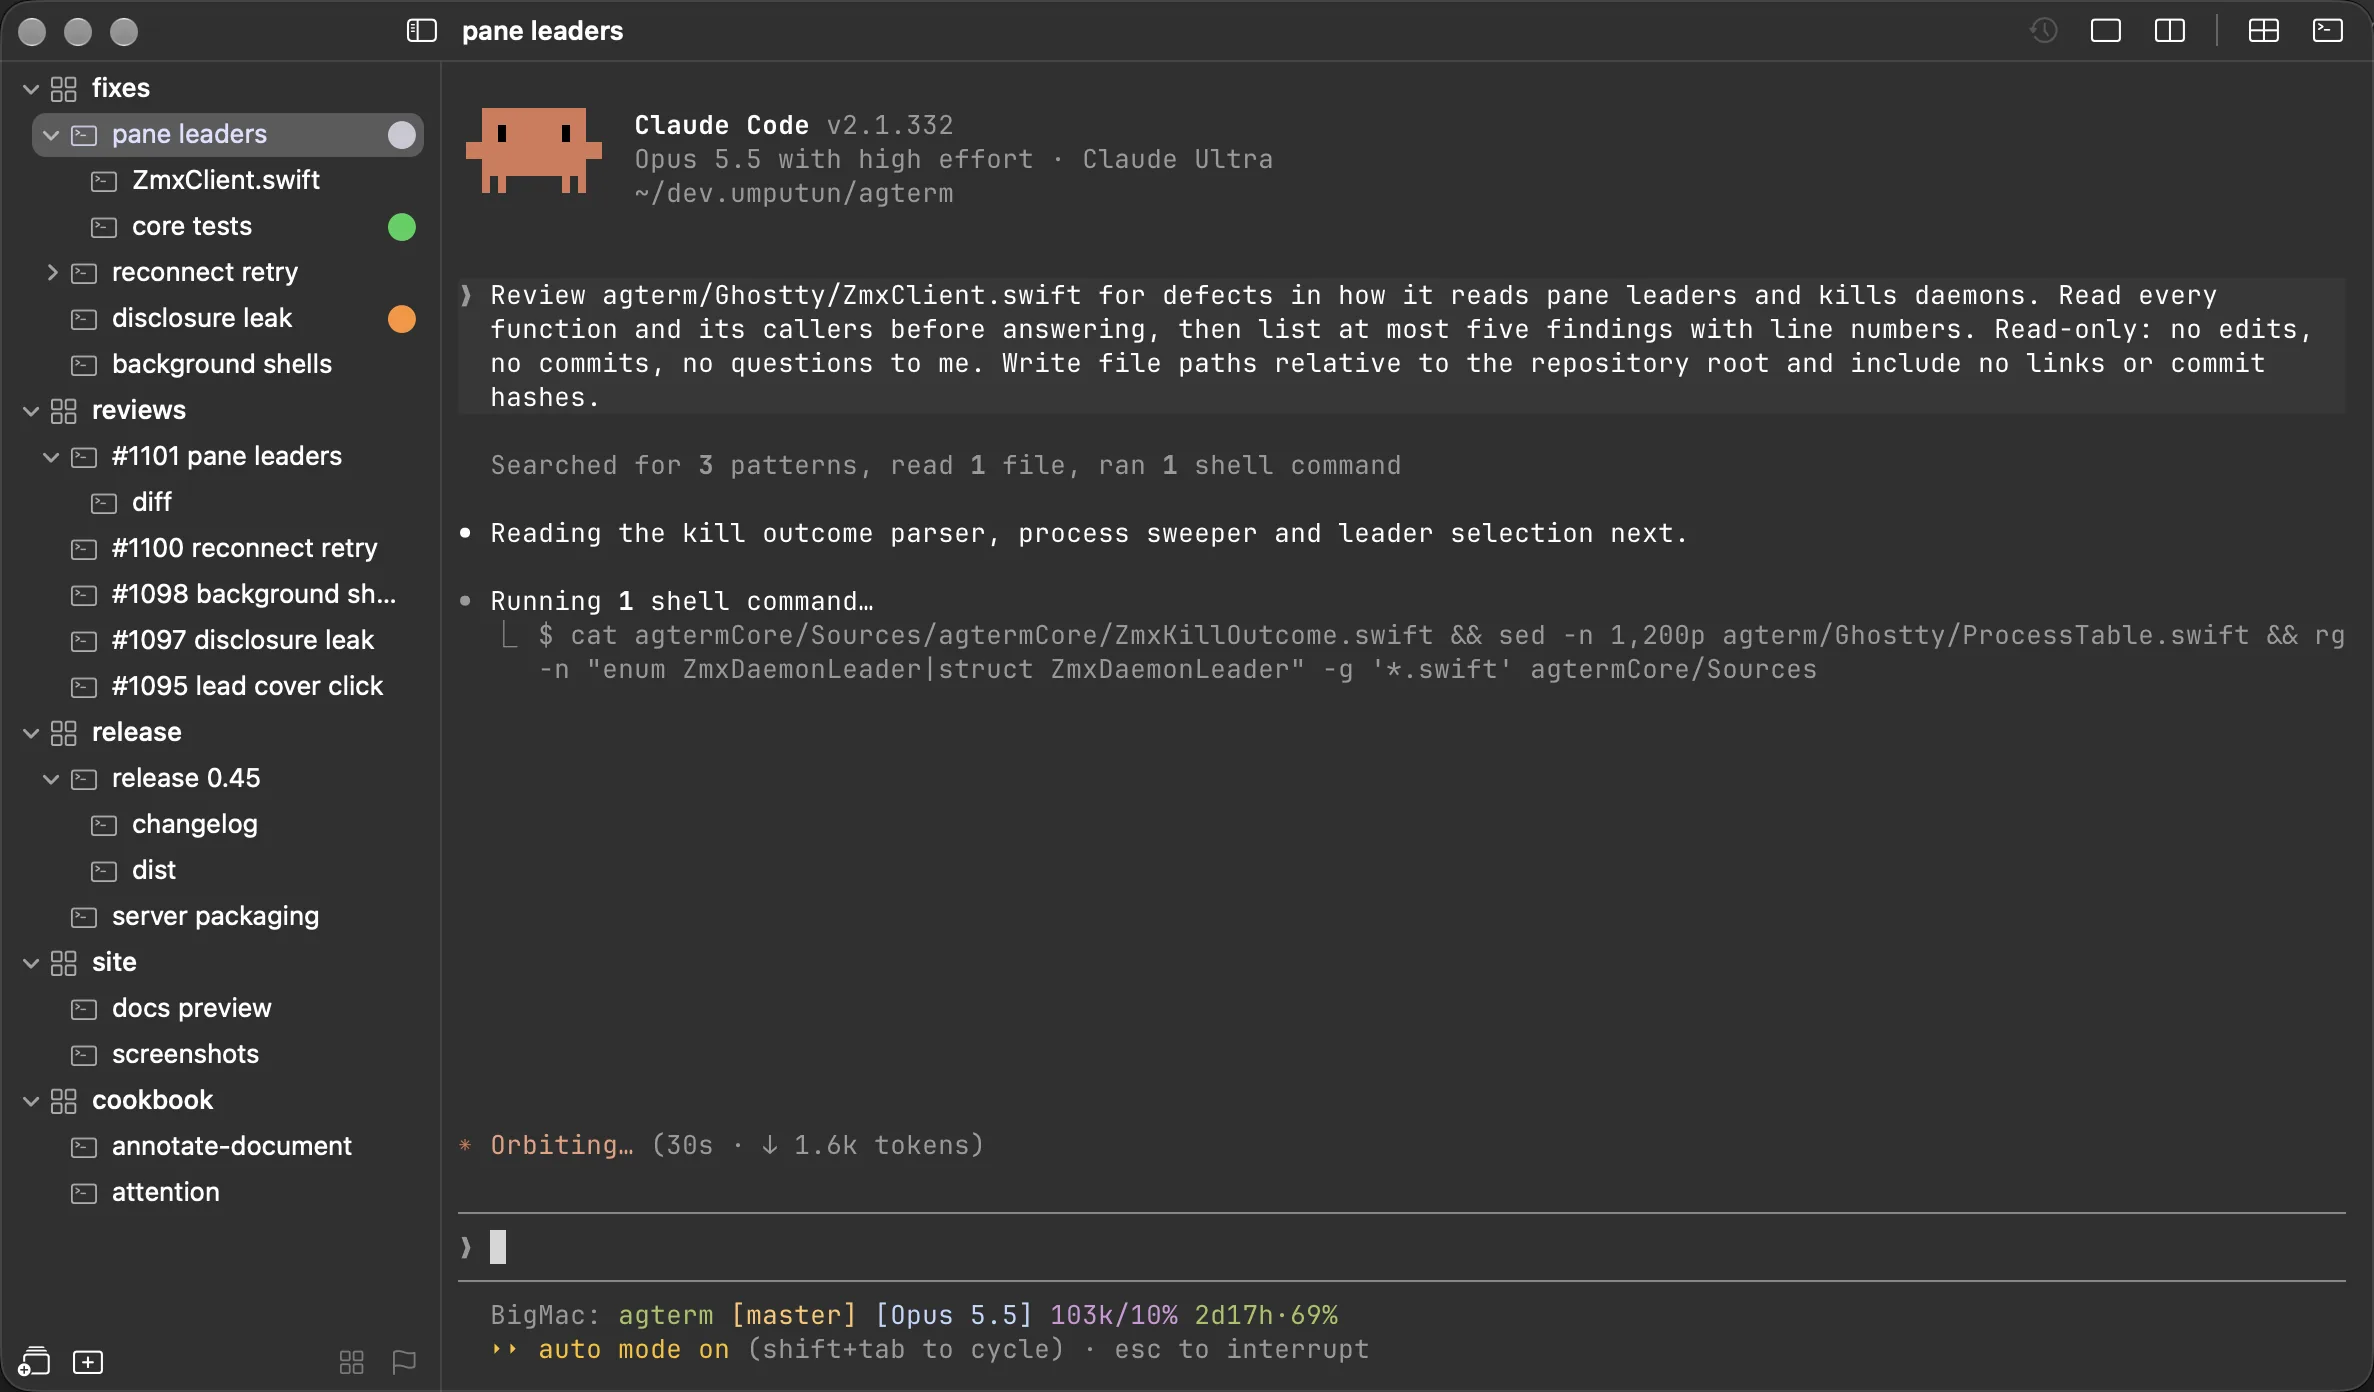 pane leaders
fixes
pane leaders
ZmxClient.swift
core tests
reconnect retry
disclosure leak
background shells
reviews
#1101 pane leaders
diff
#1100 reconnect retry
#1098 background sh...
#1097 disclosure leak
#1095 lead cover click
release
release 0.45
changelog
dist
server packaging
site
docs preview
screenshots
cookbook
annotate-document
attention
Claude Code v2.1.332
Opus 5.5 with high effort · Claude Ultra
~/dev.umputun/agterm
❯ Review agterm/Ghostty/ZmxClient.swift for defects in how it reads pane leaders and kills daemons. Read every
function and its callers before answering, then list at most five findings with line numbers. Read-only: no edits,
no commits, no questions to me. Write file paths relative to the repository root and include no links or commit
hashes.
Searched for 3 patterns, read 1 file, ran 1 shell command
● Reading the kill outcome parser, process sweeper and leader selection next.
● Running 1 shell command…
⎿ $ cat agtermCore/Sources/agtermCore/ZmxKillOutcome.swift && sed -n 1,200p agterm/Ghostty/ProcessTable.swift && rg
-n "enum ZmxDaemonLeader|struct ZmxDaemonLeader" -g '*.swift' agtermCore/Sources
✳ Orbiting… (30s · ↓ 1.6k tokens)
❯
BigMac: agterm [master] [Opus 5.5] 103k/10% 2d17h·69%
⏵⏵ auto mode on (shift+tab to cycle) · esc to interrupt